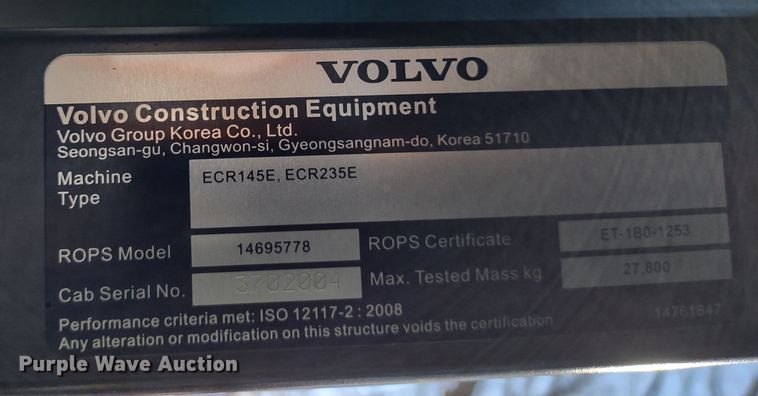 VOLVO
Volvo Construction Equipment
Volvo Group Korea Co., Ltd.
Seongsan-gu, Changwon-si, Gyeongsangnam-do, Korea 51710
Machine Type ECR145E, ECR235E
ROPS Model 14695778 ROPS Certificate ET-180-1253
Cab Serial No. 3702004 Max. Tested Mass kg 27,800
Performance criteria met: ISO 12117-2 : 2008 14761847
Any alteration or modification on this structure voids the certification
Purple Wave Auction